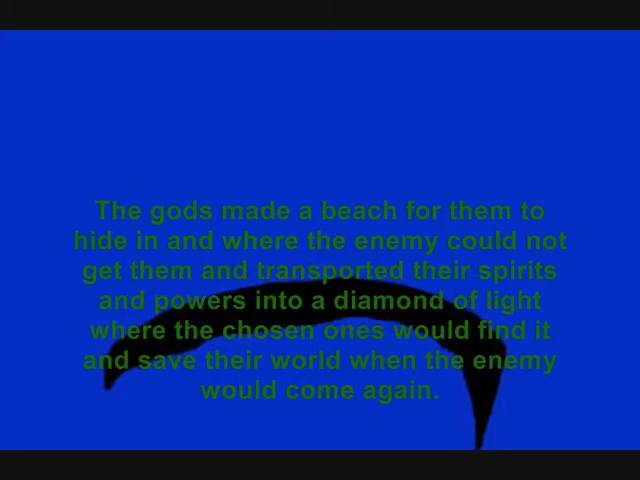 The gods made a beach for them to
hide in and where the enemy could not
get them and transported their spirits
and powers into a diamond of light
where the chosen ones would find it
and save their world when the enemy
would come again.